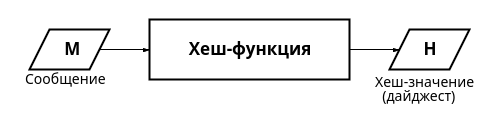 M
Хеш-функция
H
Сообщение
Хеш-значение
(дайджест)